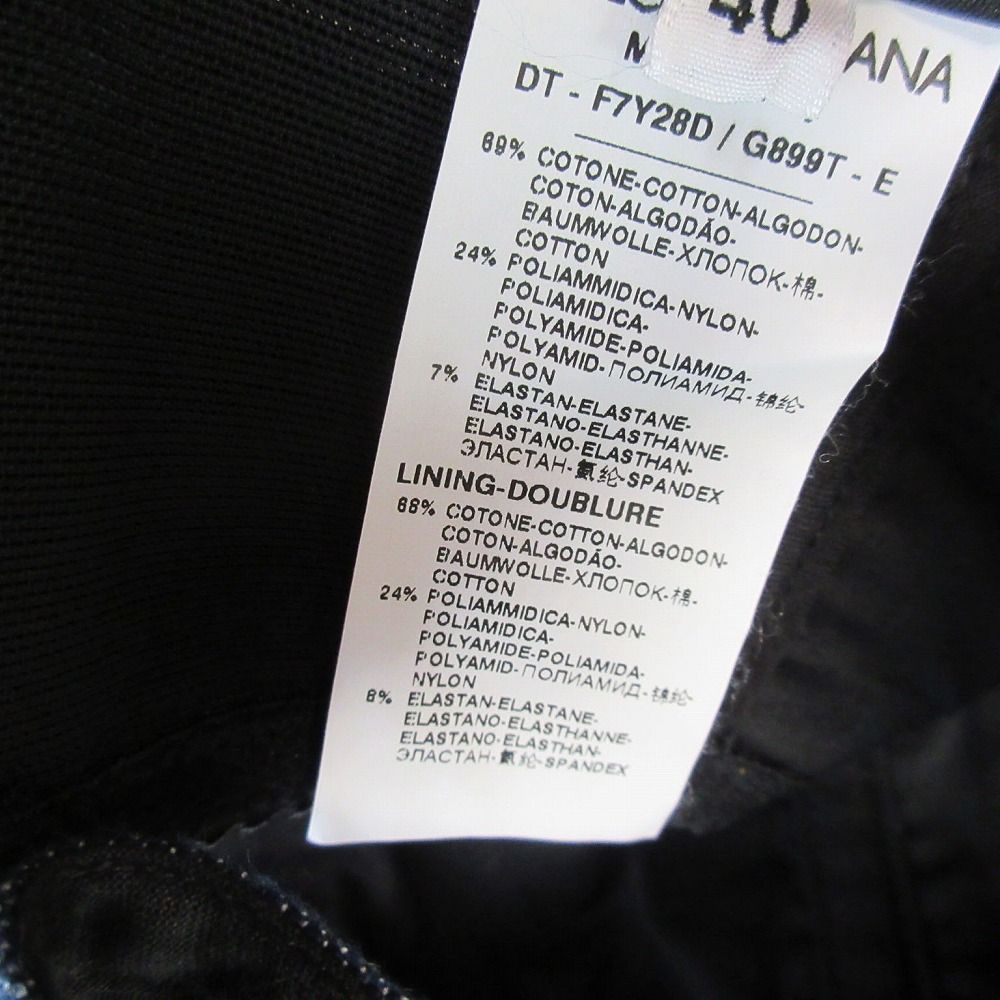 40
ANA
M
DT - F7Y28D / G899T - E
69% COTONE-COTTON-ALGODON-
COTON-ALGODÃO-
BAUMWOLLE-ХЛОПОК-棉-
COTTON
24% POLIAMMIDICA-NYLON-
POLIAMIDICA-
POLYAMIDE-POLIAMIDA-
POLYAMID-ПОЛИАМИД-锦纶-
NYLON
7% ELASTAN-ELASTANE-
ELASTANO-ELASTHANNE-
ELASTANO-ELASTHAN-
ЭЛАСТАН-氨纶-SPANDEX
LINING-DOUBLURE
68% COTONE-COTTON-ALGODON-
COTON-ALGODÃO-
BAUMWOLLE-ХЛОПОК-棉-
COTTON
24% POLIAMMIDICA-NYLON-
POLIAMIDICA-
POLYAMIDE-POLIAMIDA-
POLYAMID-ПОЛИАМИД-锦纶-
NYLON
8% ELASTAN-ELASTANE-
ELASTANO-ELASTHANNE-
ELASTANO-ELASTHAN-
ЭЛАСТАН-氨纶-SPANDEX